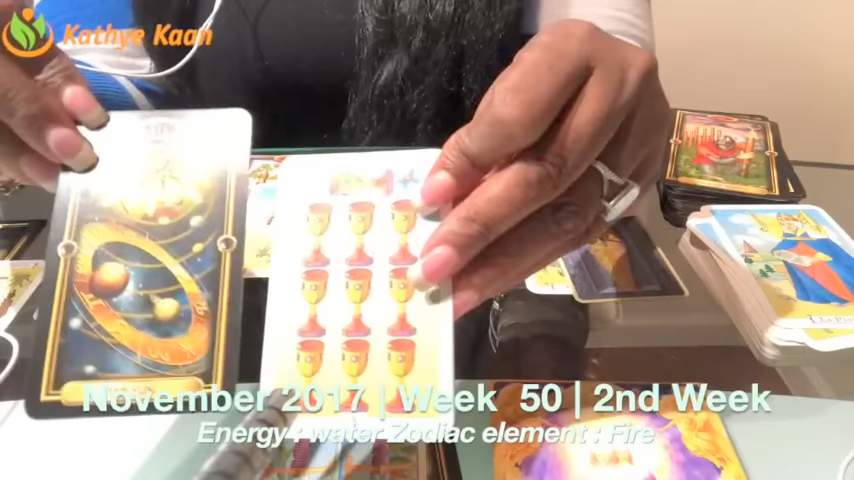 Kathye Kaan
November 2017 | Week 50 | 2nd Week
Energy : water Zodiac element : Fire